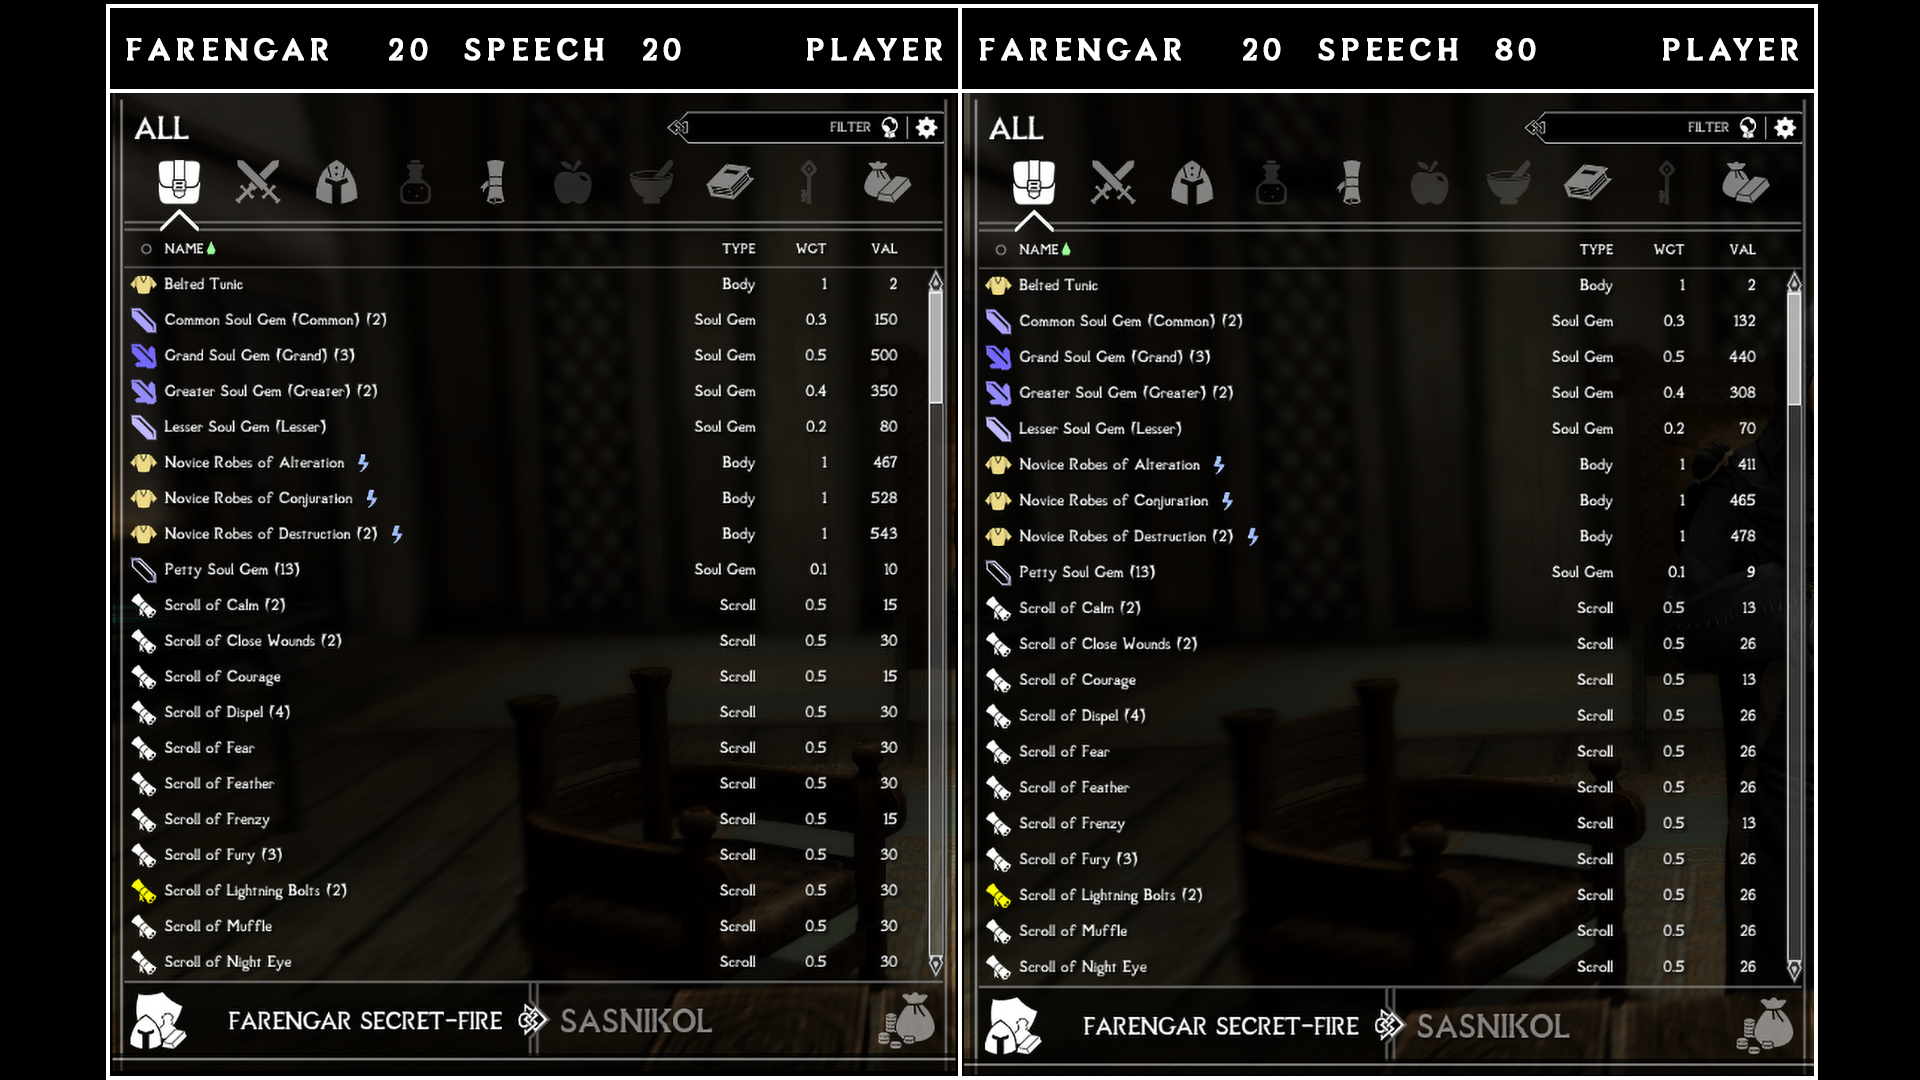 FARENGAR 20 SPEECH 20 PLAYER
ALL
FILTER
NAME TYPE WGT VAL
Belted Tunic Body 1 2
Common Soul Gem (Common) (2) Soul Gem 0.3 150
Grand Soul Gem (Grand) (3) Soul Gem 0.5 500
Greater Soul Gem (Greater) (2) Soul Gem 0.4 350
Lesser Soul Gem (Lesser) Soul Gem 0.2 80
Novice Robes of Alteration Body 1 467
Novice Robes of Conjuration Body 1 528
Novice Robes of Destruction (2) Body 1 543
Petty Soul Gem (13) Soul Gem 0.1 10
Scroll of Calm (2) Scroll 0.5 15
Scroll of Close Wounds (2) Scroll 0.5 30
Scroll of Courage Scroll 0.5 15
Scroll of Dispel (4) Scroll 0.5 30
Scroll of Fear Scroll 0.5 30
Scroll of Feather Scroll 0.5 30
Scroll of Frenzy Scroll 0.5 15
Scroll of Fury (3) Scroll 0.5 30
Scroll of Lightning Bolts (2) Scroll 0.5 30
Scroll of Muffle Scroll 0.5 30
Scroll of Night Eye Scroll 0.5 30
FARENGAR SECRET-FIRE SASNIKOL
FARENGAR 20 SPEECH 80 PLAYER
ALL
FILTER
NAME TYPE WGT VAL
Belted Tunic Body 1 2
Common Soul Gem (Common) (2) Soul Gem 0.3 132
Grand Soul Gem (Grand) (3) Soul Gem 0.5 440
Greater Soul Gem (Greater) (2) Soul Gem 0.4 308
Lesser Soul Gem (Lesser) Soul Gem 0.2 70
Novice Robes of Alteration Body 1 411
Novice Robes of Conjuration Body 1 465
Novice Robes of Destruction (2) Body 1 478
Petty Soul Gem (13) Soul Gem 0.1 9
Scroll of Calm (2) Scroll 0.5 13
Scroll of Close Wounds (2) Scroll 0.5 26
Scroll of Courage Scroll 0.5 13
Scroll of Dispel (4) Scroll 0.5 26
Scroll of Fear Scroll 0.5 26
Scroll of Feather Scroll 0.5 26
Scroll of Frenzy Scroll 0.5 13
Scroll of Fury (3) Scroll 0.5 26
Scroll of Lightning Bolts (2) Scroll 0.5 26
Scroll of Muffle Scroll 0.5 26
Scroll of Night Eye Scroll 0.5 26
FARENGAR SECRET-FIRE SASNIKOL